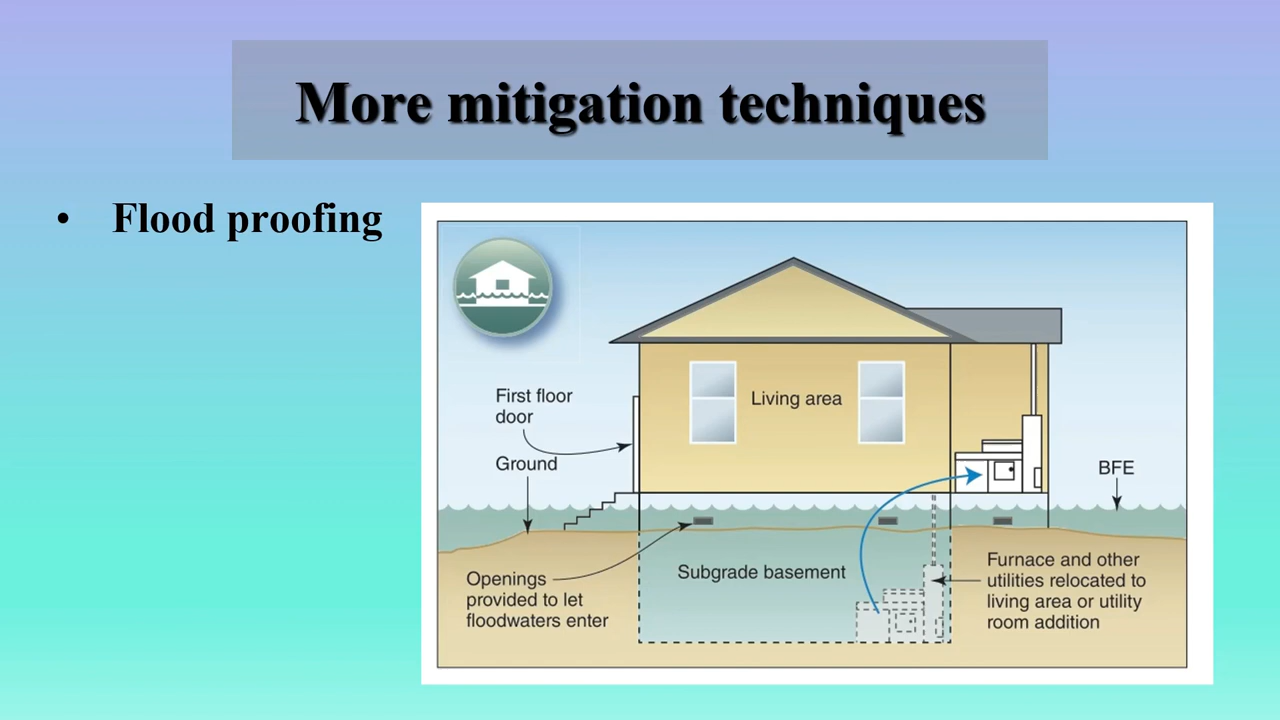 More mitigation techniques
• Flood proofing
First floor
door
Living area
Ground
BFE
Openings
provided to let
floodwaters enter
Subgrade basement
Furnace and other
utilities relocated to
living area or utility
room addition